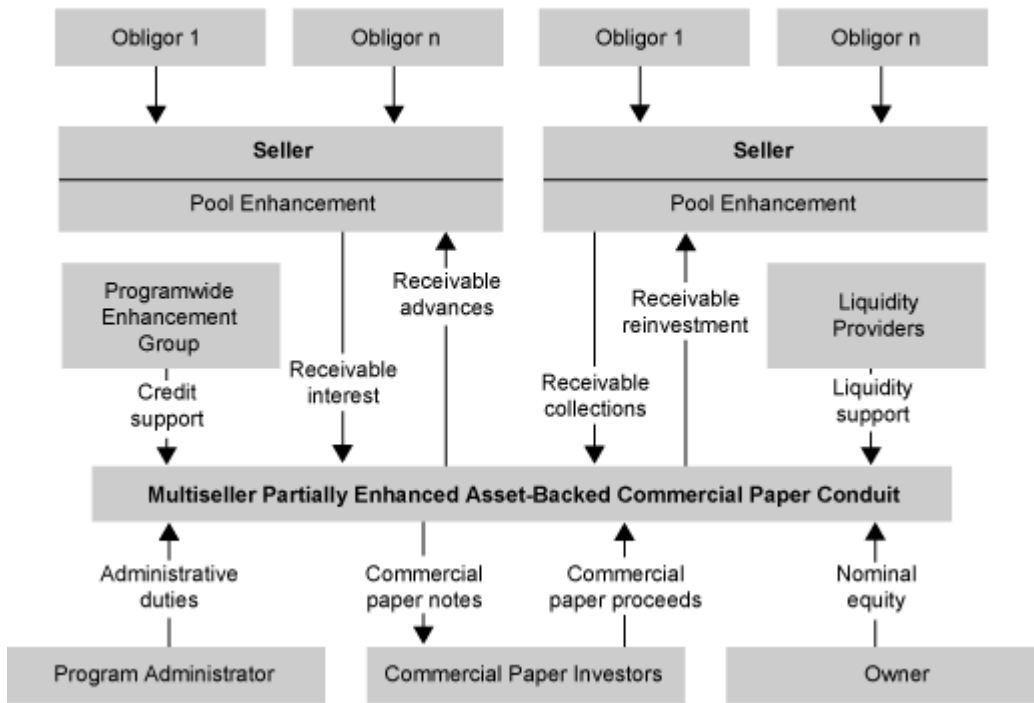 Obligor 1
Obligor n
Obligor 1
Obligor n
Seller
Seller
Pool Enhancement
Pool Enhancement
Programwide
Enhancement
Group
Receivable
advances
Receivable
reinvestment
Liquidity
Providers
Credit
support
Receivable
interest
Receivable
collections
Liquidity
support
Multiseller Partially Enhanced Asset-Backed Commercial Paper Conduit
Administrative
duties
Commercial
paper notes
Commercial
paper proceeds
Nominal
equity
Program Administrator
Commercial Paper Investors
Owner